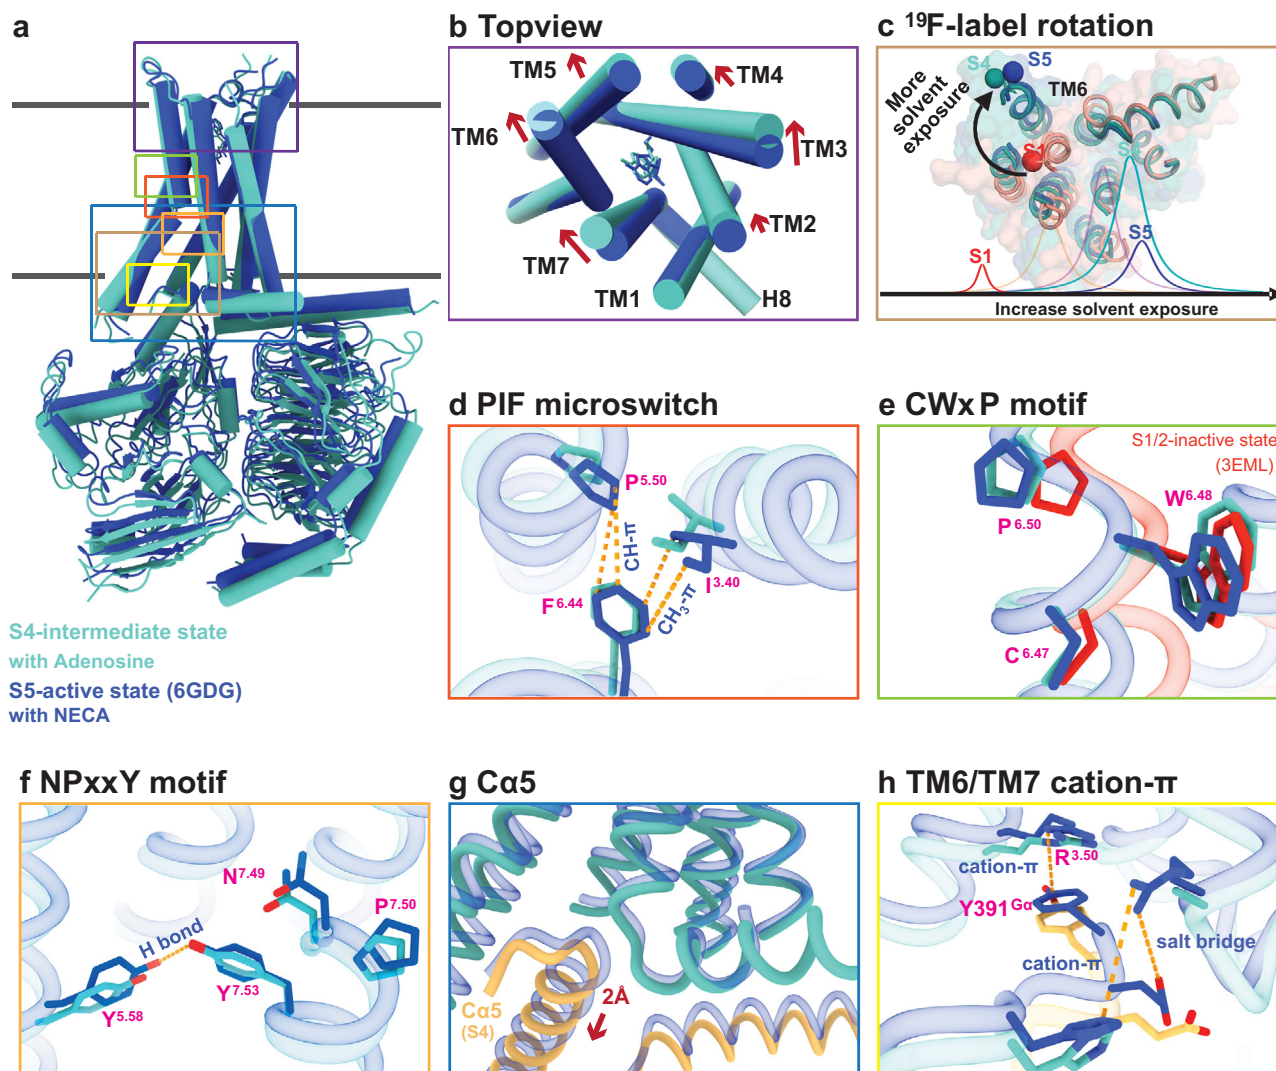 a
S4-intermediate state
with Adenosine
S5-active state (6GDG)
with NECA
b Topview
TM5
TM4
TM6
TM3
TM2
TM7
TM1
H8
c ¹⁹F-label rotation
S4
S5
TM6
More
solvent
exposure
S1
S4
S5
S1
Increase solvent exposure
d PIF microswitch
P5.50
CH-π
F6.44
I3.40
CH₃-π
e CWxP motif
S1/2-inactive state
(3EML)
W6.48
P6.50
C6.47
f NPxxY motif
N7.49
P7.50
H bond
Y7.53
Y5.58
g Cα5
2Å
Cα5
(S4)
h TM6/TM7 cation-π
R3.50
cation-π
Y391Gα
salt bridge
cation-π